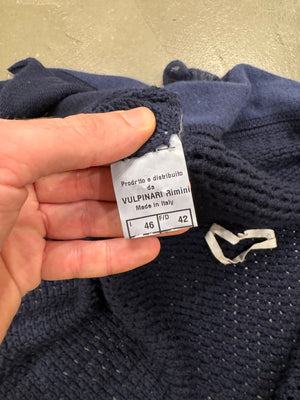 Prodotto e distribuito
da
VULPINARI Rimini
Made in Italy
I 46 F/D 42